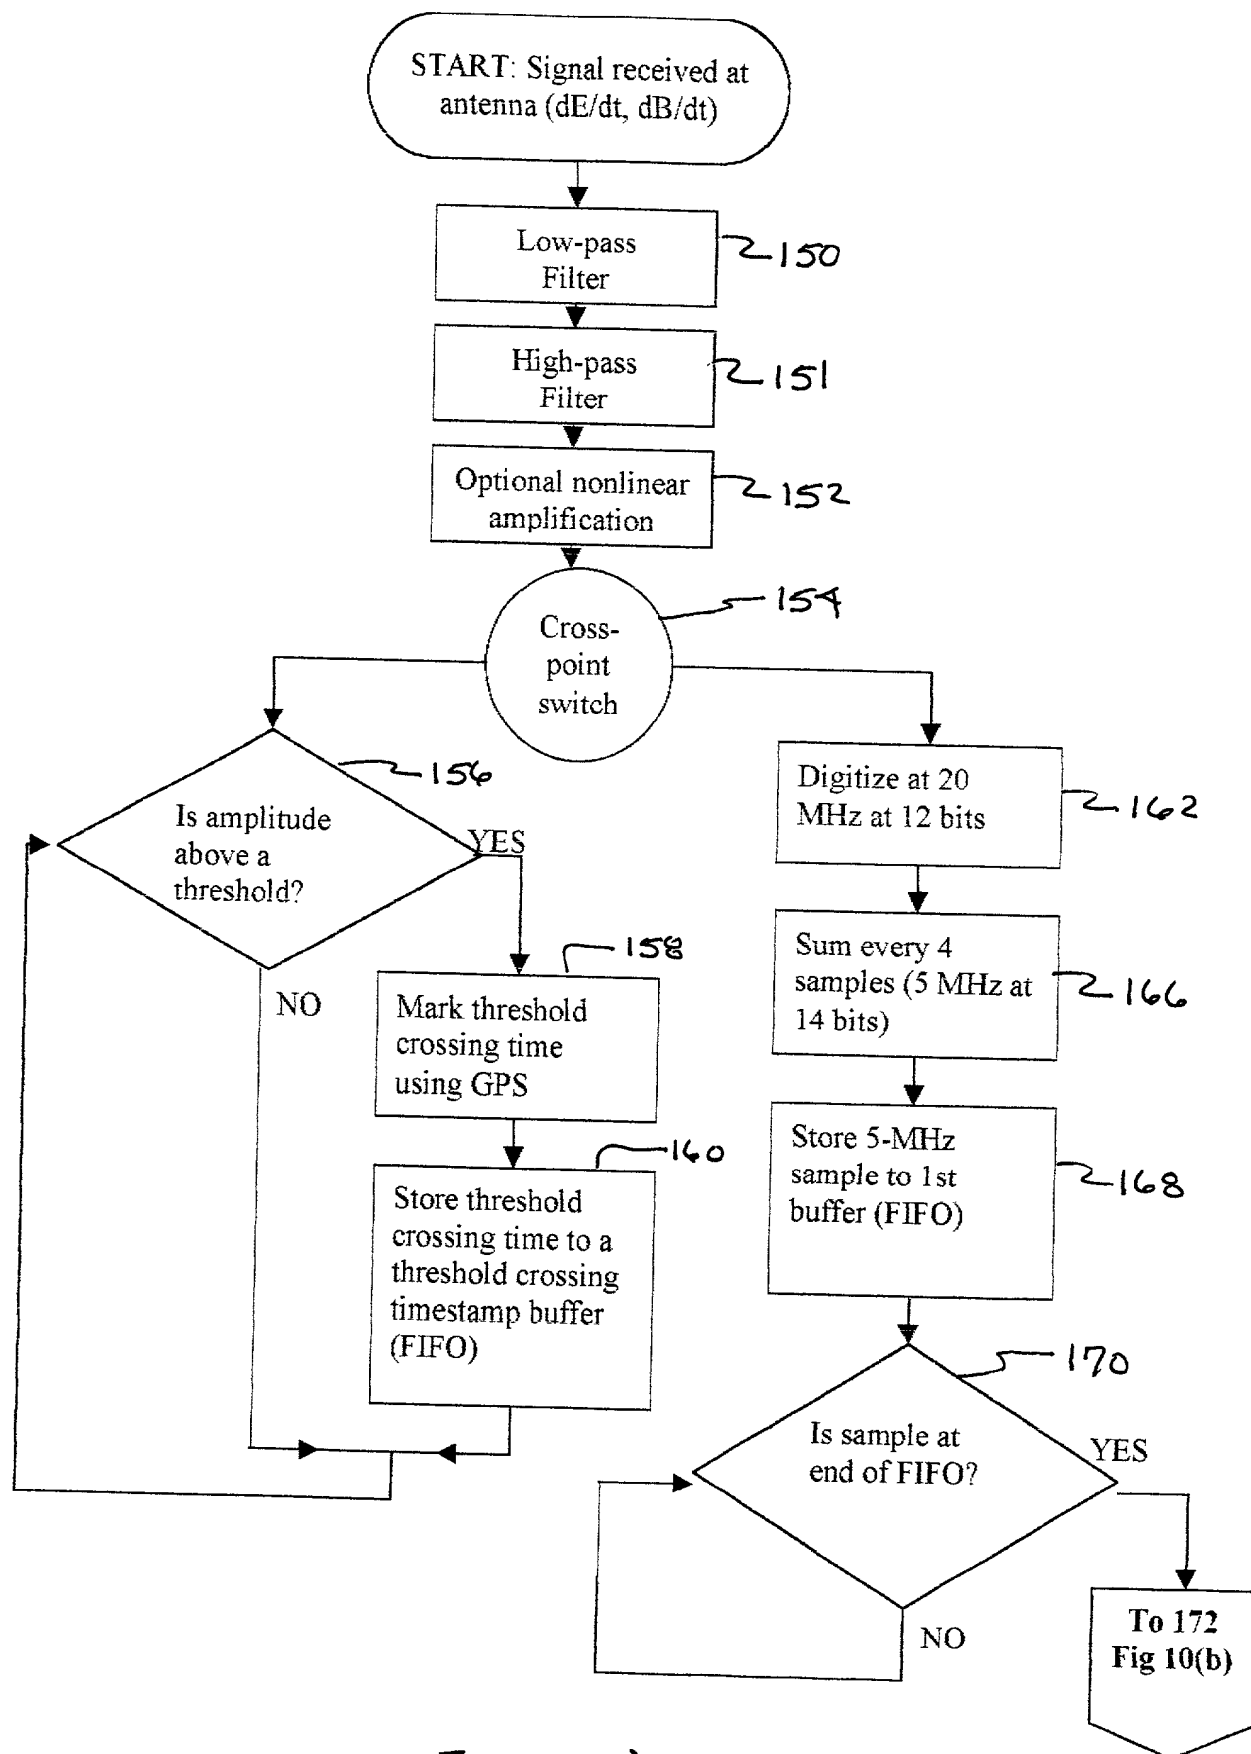 START: Signal received at
antenna (dE/dt, dB/dt)
Low-pass
Filter
150
High-pass
Filter
151
Optional nonlinear
amplification
152
Cross-
point
switch
154
Is amplitude
above a
threshold?
156
YES
NO
Mark threshold
crossing time
using GPS
158
Store threshold
crossing time to a
threshold crossing
timestamp buffer
(FIFO)
160
Digitize at 20
MHz at 12 bits
162
Sum every 4
samples (5 MHz at
14 bits)
166
Store 5-MHz
sample to 1st
buffer (FIFO)
168
Is sample at
end of FIFO?
170
YES
NO
To 172
Fig 10(b)